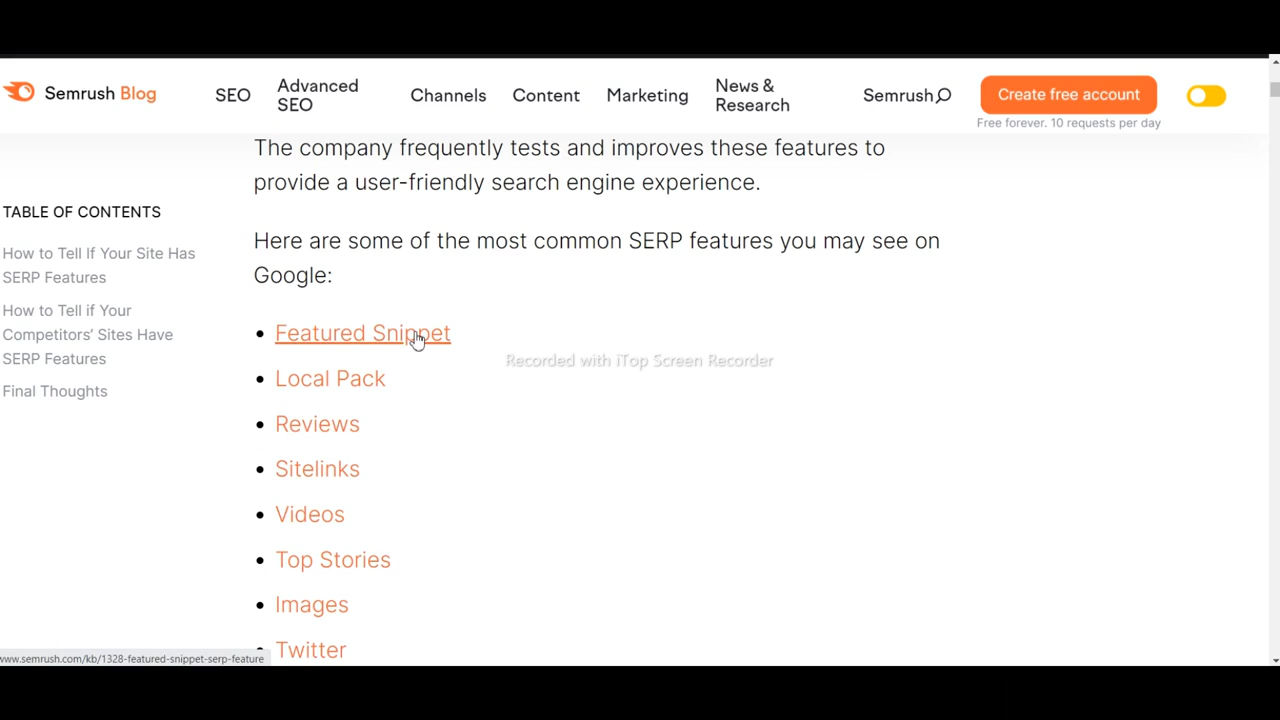 Semrush Blog
SEO
Advanced
SEO
Channels
Content
Marketing
News &
Research
Semrush
Create free account
Free forever. 10 requests per day
The company frequently tests and improves these features to
provide a user-friendly search engine experience.
TABLE OF CONTENTS
How to Tell If Your Site Has
SERP Features
How to Tell if Your
Competitors’ Sites Have
SERP Features
Final Thoughts
Here are some of the most common SERP features you may see on
Google:
• Featured Snippet
• Local Pack
• Reviews
• Sitelinks
• Videos
• Top Stories
• Images
• Twitter
Recorded with iTop Screen Recorder
www.semrush.com/kb/1328-featured-snippet-serp-feature